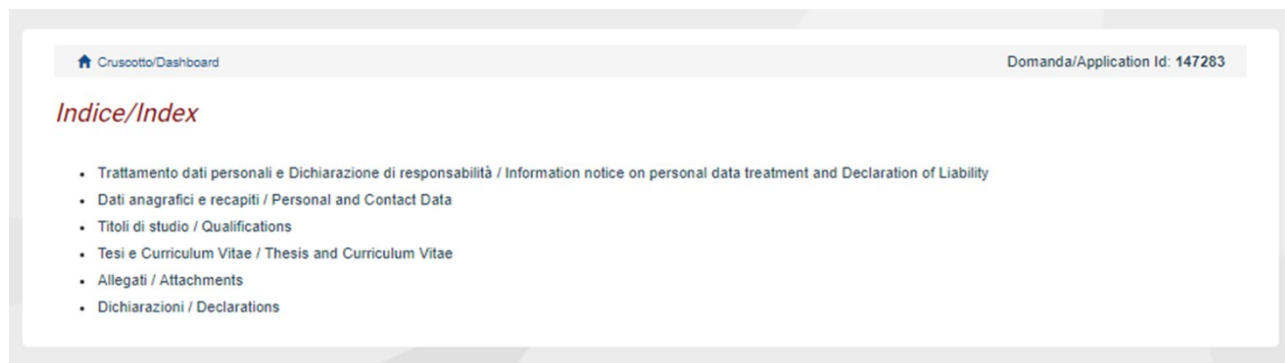 Cruscotto/Dashboard Domanda/Application Id: 147283
Indice/Index
• Trattamento dati personali e Dichiarazione di responsabilità / Information notice on personal data treatment and Declaration of Liability
• Dati anagrafici e recapiti / Personal and Contact Data
• Titoli di studio / Qualifications
• Tesi e Curriculum Vitae / Thesis and Curriculum Vitae
• Allegati / Attachments
• Dichiarazioni / Declarations